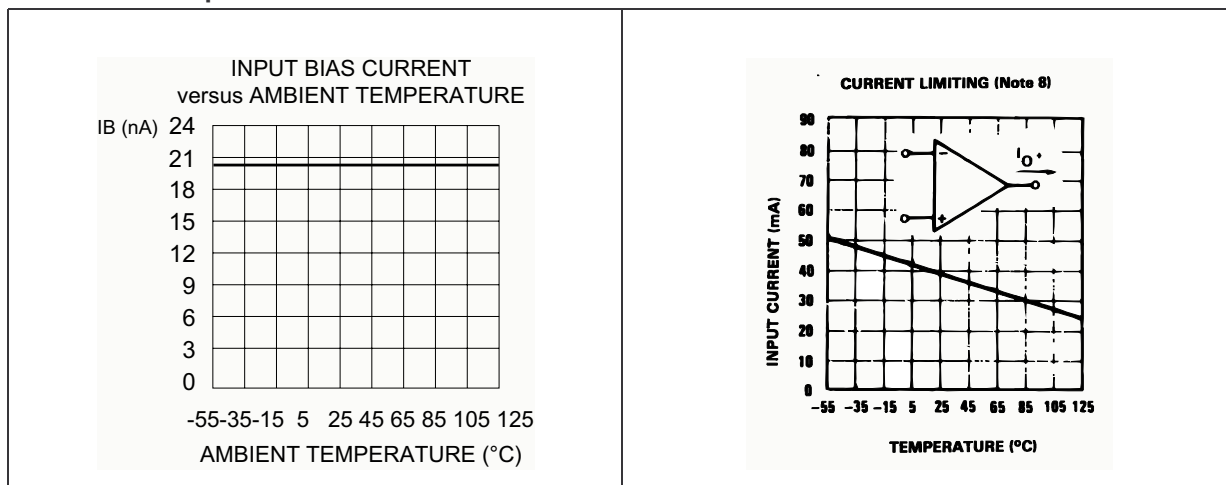 INPUT BIAS CURRENT
versus AMBIENT TEMPERATURE
IB (nA) 24
21
18
15
12
9
6
3
0
-55-35-15 5 25 45 65 85 105 125
AMBIENT TEMPERATURE (°C)
CURRENT LIMITING (Note 8)
90
80
70
60
50
40
30
20
10
0
INPUT CURRENT (mA)
-
IO+
+
-55 -35 -15 5 25 45 65 85 105 125
TEMPERATURE (°C)